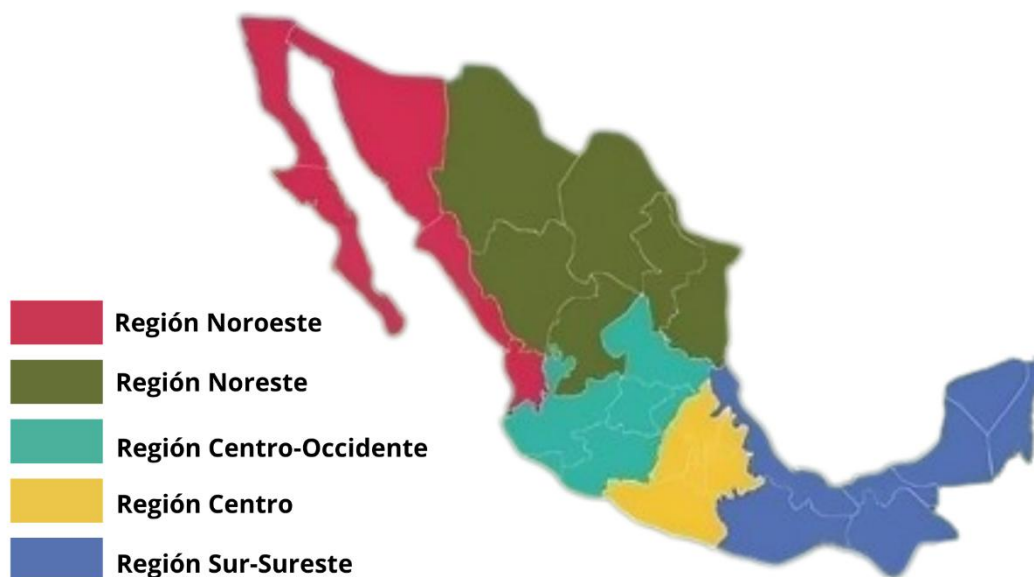 Región Noroeste
Región Noreste
Región Centro-Occidente
Región Centro
Región Sur-Sureste